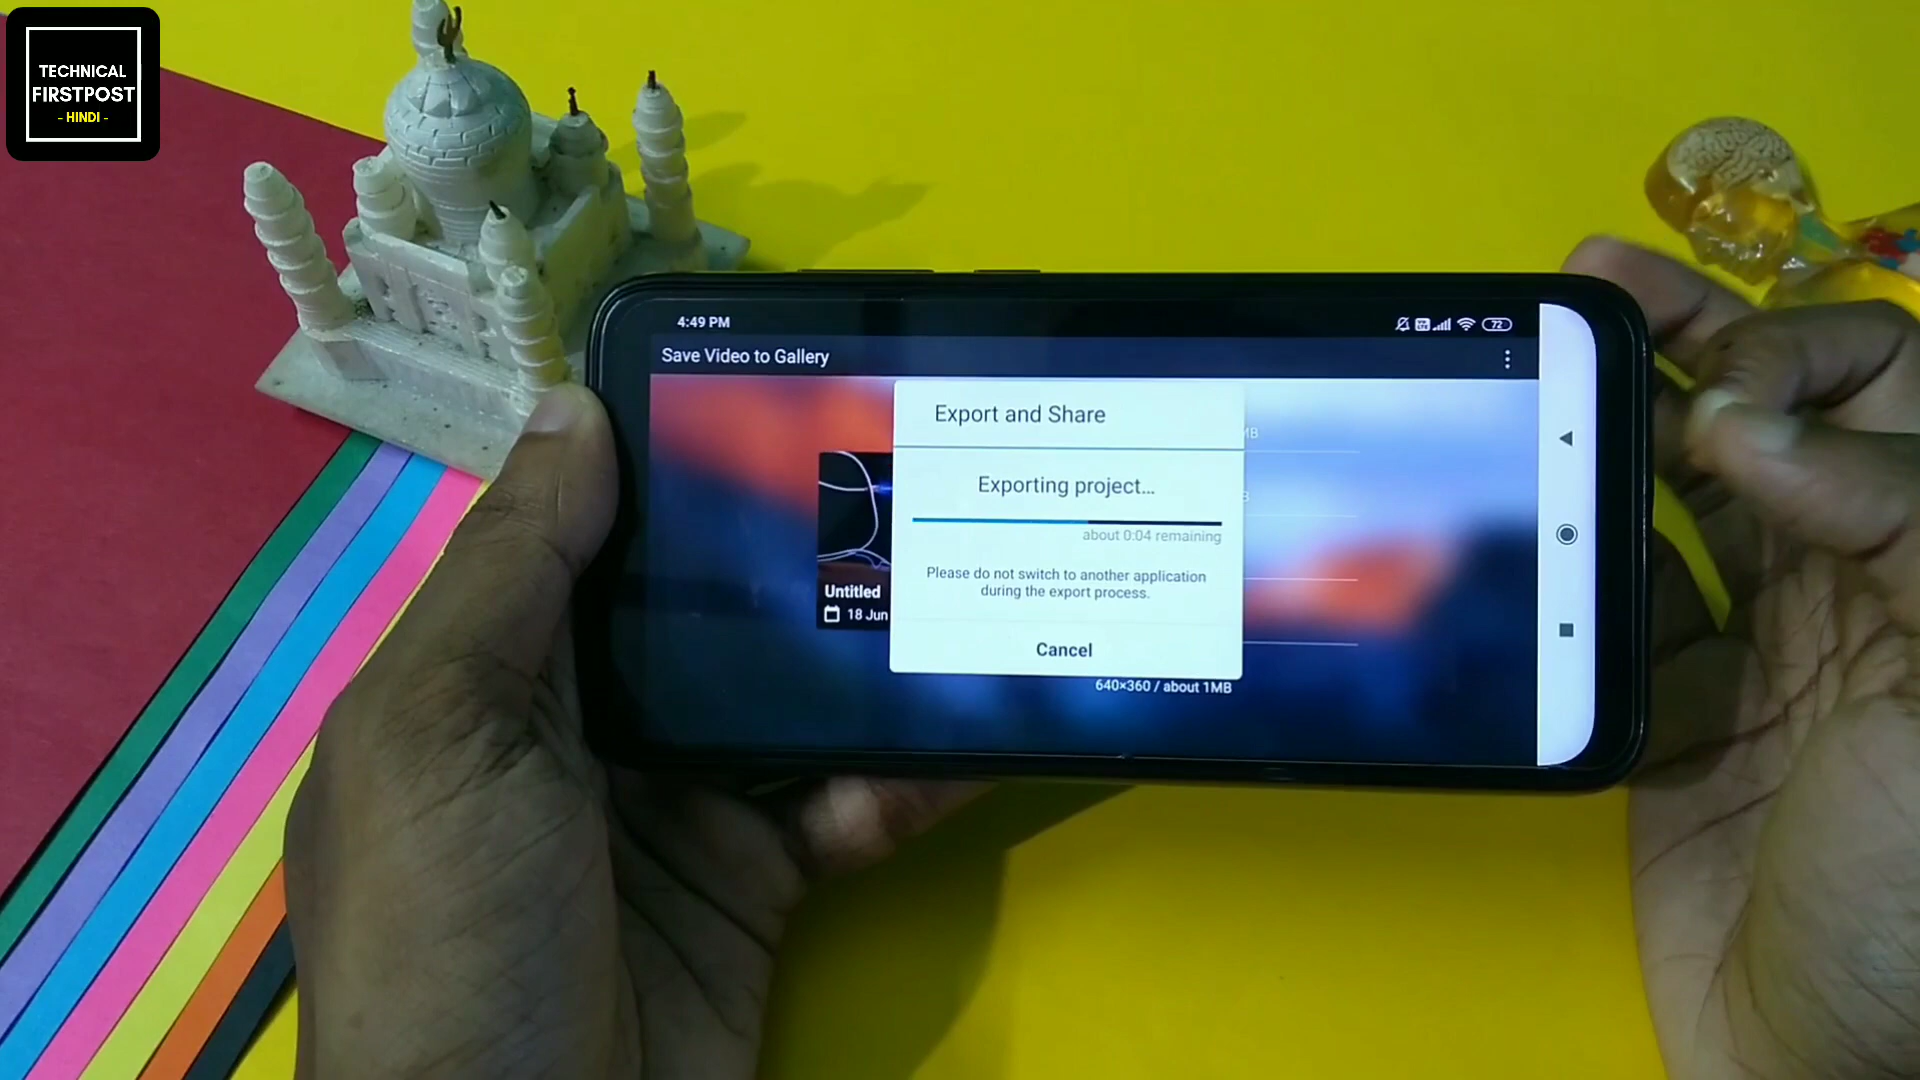 TECHNICAL
FIRSTPOST
- HINDI -
4:49 PM
72
Save Video to Gallery
Export and Share
MB
Exporting project...
about 0:04 remaining
Please do not switch to another application
during the export process.
Untitled
18 Jun
Cancel
640×360 / about 1MB